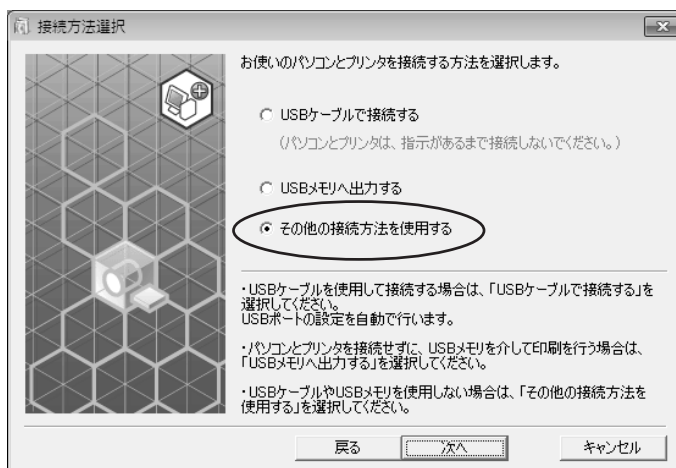 接続方法選択
お使いのパソコンとプリンタを接続する方法を選択します。
USBケーブルで接続する
(パソコンとプリンタは、指示があるまで接続しないでください。)
USBメモリへ出力する
その他の接続方法を使用する
・USBケーブルを使用して接続する場合は、「USBケーブルで接続する」を
選択してください。
USBポートの設定を自動で行います。
・パソコンとプリンタを接続せずに、USBメモリを介して印刷を行う場合は、
「USBメモリへ出力する」を選択してください。
・USBケーブルやUSBメモリを使用しない場合は、「その他の接続方法を
使用する」を選択してください。
戻る
次へ
キャンセル